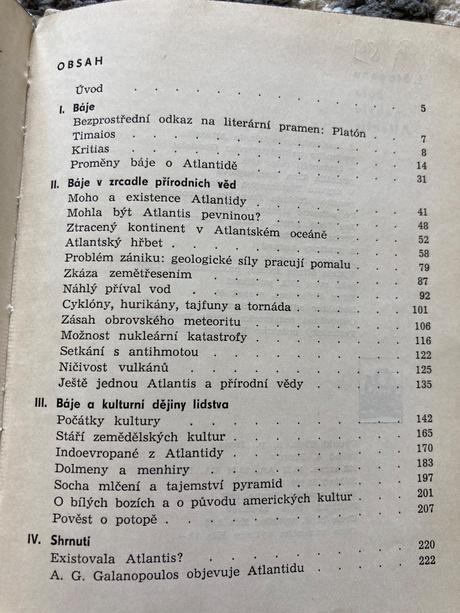 OBSAH
Úvod . . . . . . . 5
I. Báje
Bezprostřední odkaz na literární pramen: Platón . 7
Timaios . . . . . . . 8
Kritias . . . . . . . 14
Proměny báje o Atlantidě . . . . . 31
II. Báje v zrcadle přírodních věd
Moho a existence Atlantidy . . . . 41
Mohla být Atlantis pevninou? . . . . 48
Ztracený kontinent v Atlantském oceáně . . . 52
Atlantský hřbet . . . . . . 58
Problém zániku: geologické síly pracují pomalu . . 79
Zkáza zemětřesením . . . . . 87
Náhlý příval vod . . . . . . 92
Cyklóny, hurikány, tajfuny a tornáda . . . 101
Zásah obrovského meteoritu . . . . 106
Možnost nukleární katastrofy . . . . 116
Setkání s antihmotou . . . . . 122
Ničivost vulkánů . . . . . . 125
Ještě jednou Atlantis a přírodní vědy . . . 135
III. Báje a kulturní dějiny lidstva
Počátky kultury . . . . . . 142
Stáří zemědělských kultur . . . . . 165
Indoevropané z Atlantidy . . . . . 170
Dolmeny a menhiry . . . . . 183
Socha mlčení a tajemství pyramid . . . . 197
O bílých bozích a o původu amerických kultur . . 201
Pověst o potopě . . . . . . 207
IV. Shrnutí
Existovala Atlantis? . . . . . 220
A. G. Galanopoulos objevuje Atlantidu . . . 222